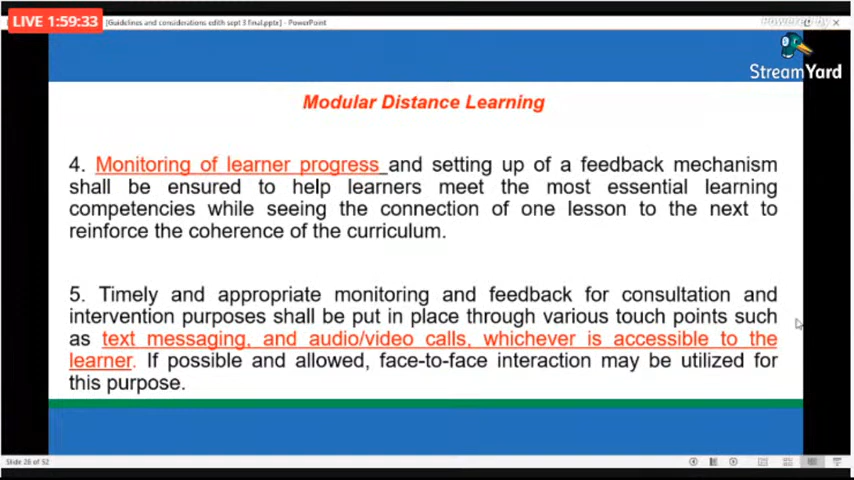 LIVE 1:59:33
[Guidelines and considerations edith sept 3 final.pptx] - PowerPoint
Powered by
StreamYard
Modular Distance Learning
4. Monitoring of learner progress and setting up of a feedback mechanism
shall be ensured to help learners meet the most essential learning
competencies while seeing the connection of one lesson to the next to
reinforce the coherence of the curriculum.
5. Timely and appropriate monitoring and feedback for consultation and
intervention purposes shall be put in place through various touch points such
as text messaging, and audio/video calls, whichever is accessible to the
learner. If possible and allowed, face-to-face interaction may be utilized for
this purpose.